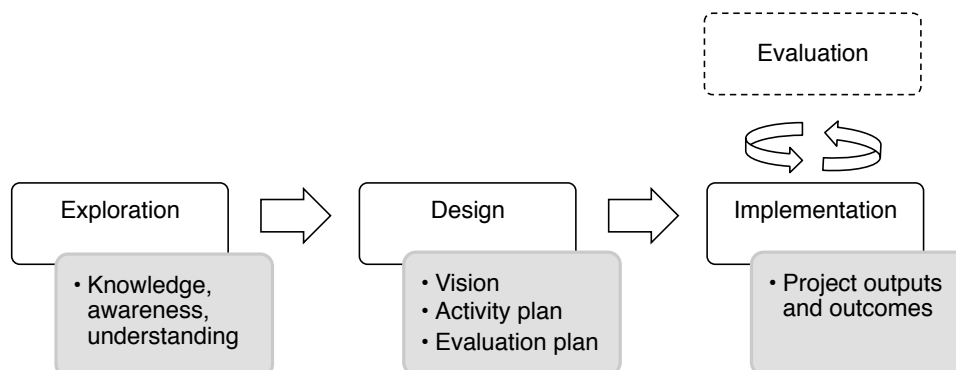 Evaluation
Exploration
Design
Implementation
• Knowledge,
awareness,
understanding
• Vision
• Activity plan
• Evaluation plan
• Project outputs
and outcomes